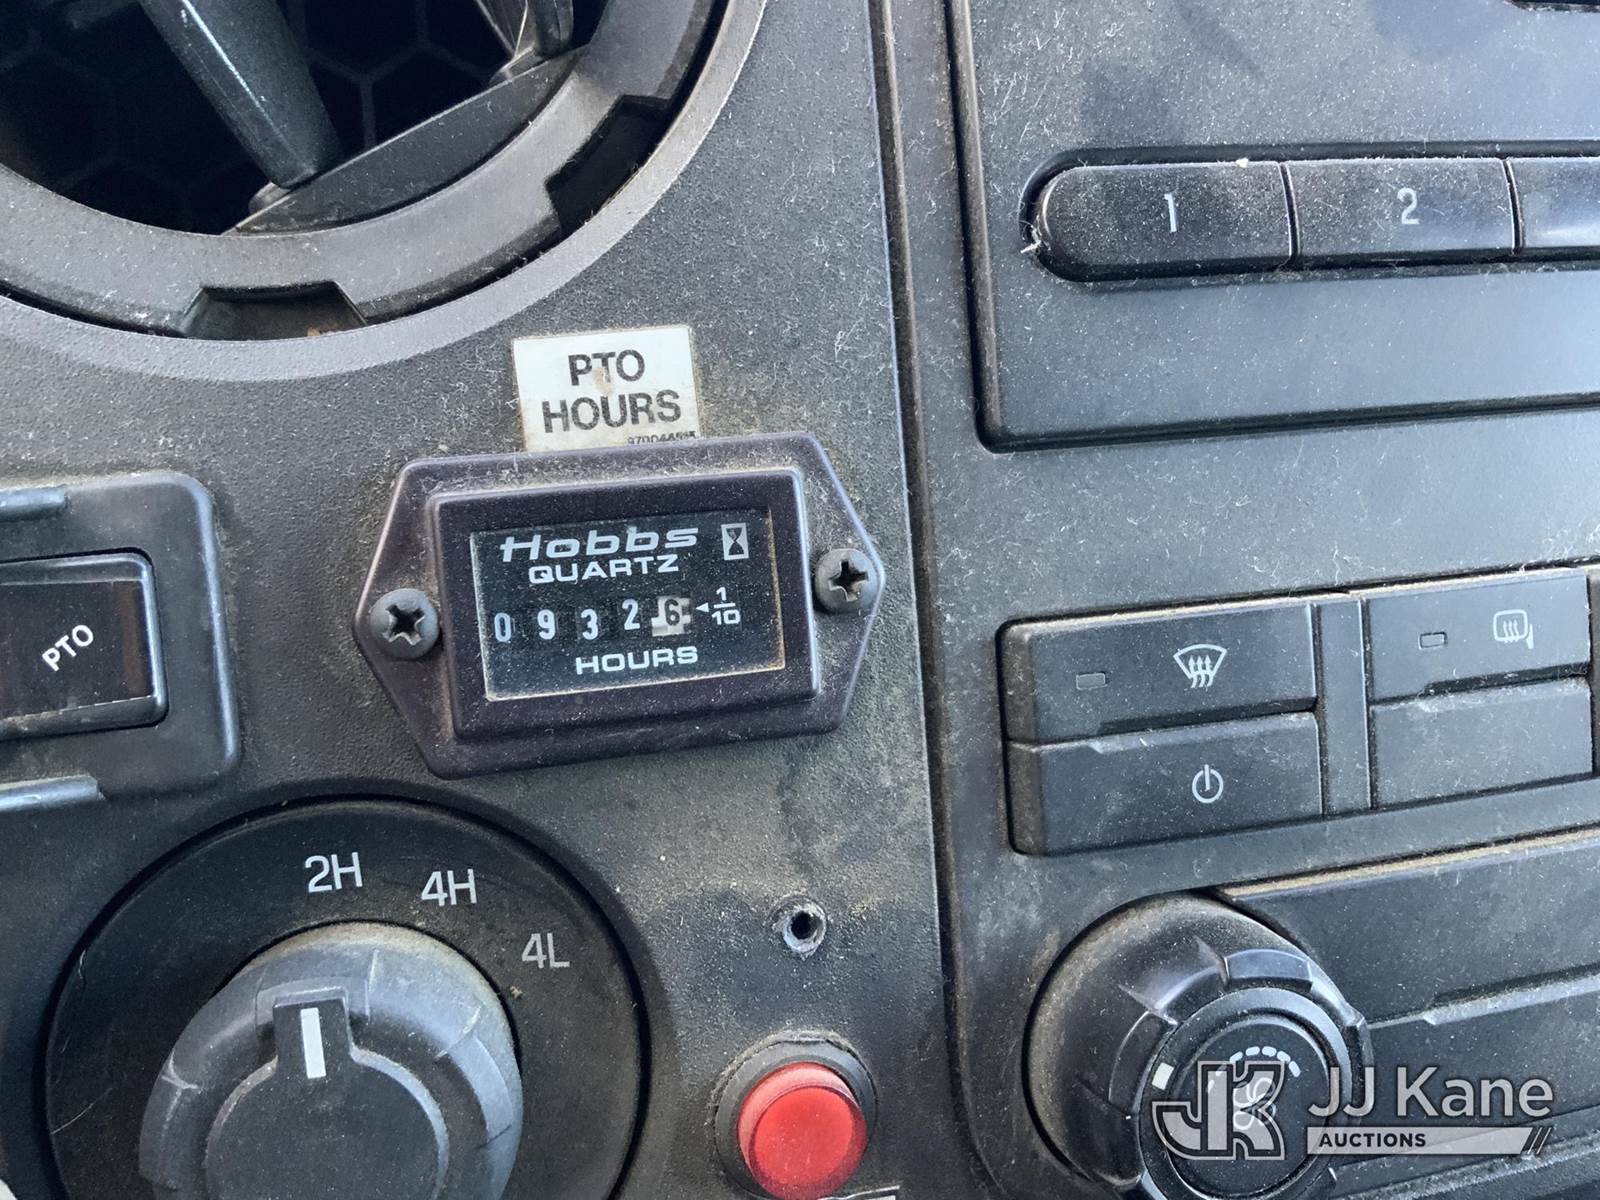 1
2
PTO
HOURS
Hobbs
QUARTZ
0 9 3 2 6 1/10
HOURS
PTO
2H
4H
4L
JK
JJ Kane
AUCTIONS